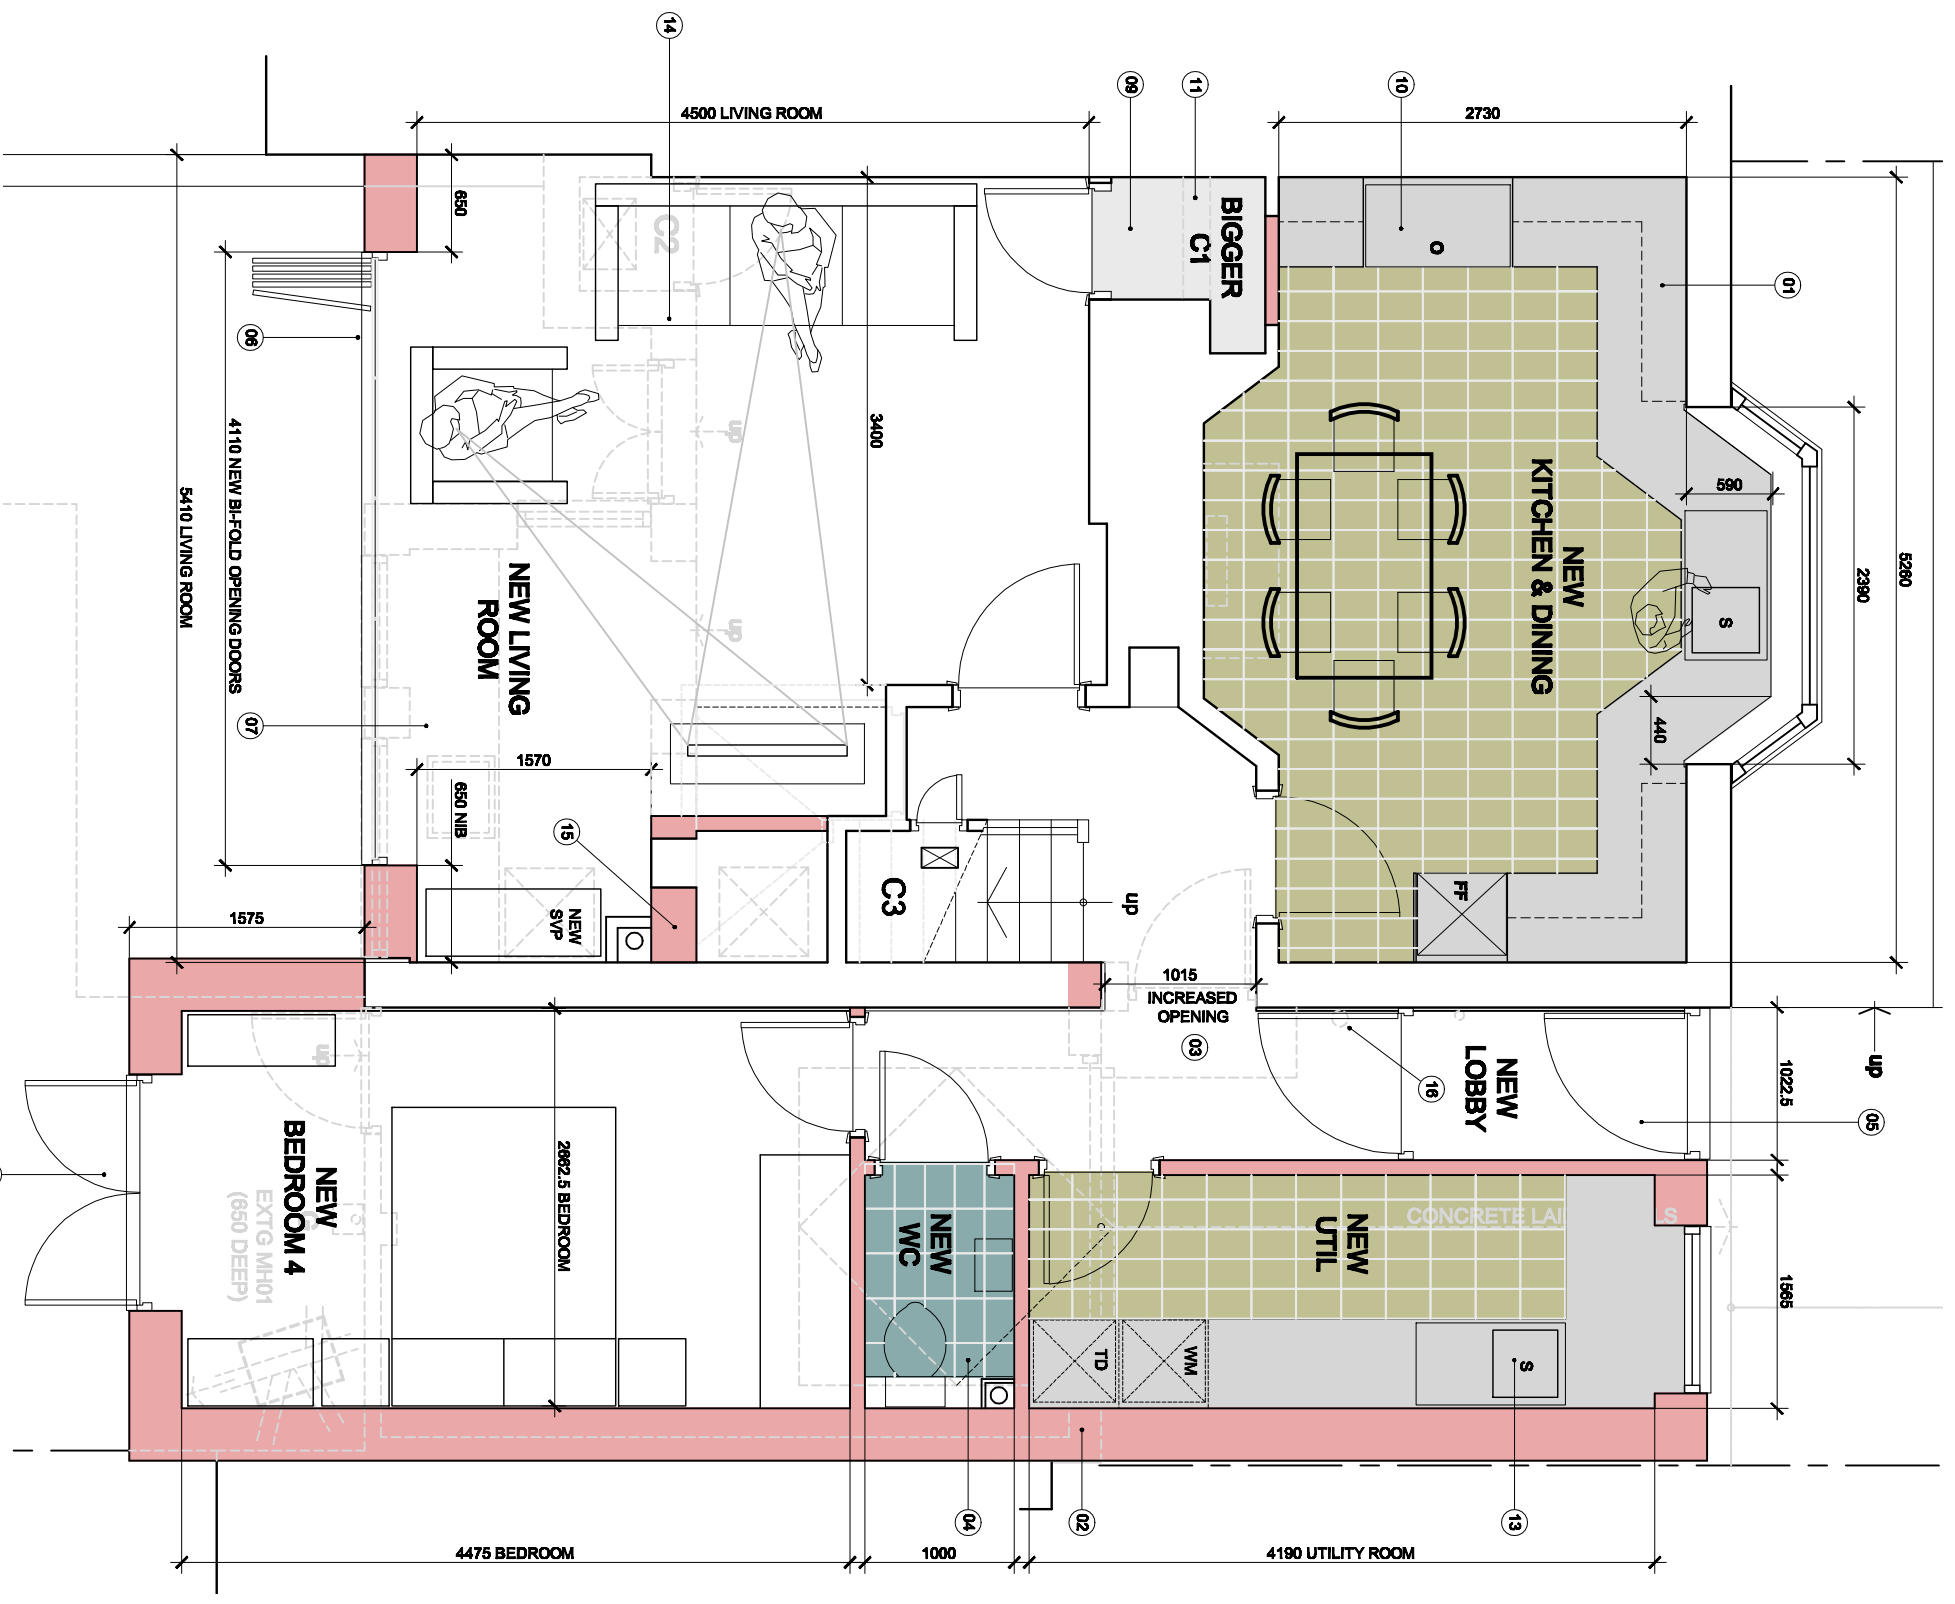 14
09
11
10
4500 LIVING ROOM
2730
650
C2
BIGGER
C1
O
01
06
3400
up
4110 NEW BI-FOLD OPENING DOORS
5410 LIVING ROOM
590
5260
2390
NEW
KITCHEN & DINING
S
NEW LIVING
ROOM
up
440
07
1570
650 NIB
15
C3
up
FF
NEW
SVP
1575
1015
INCREASED
OPENING
03
NEW
LOBBY
16
1022.5
up
05
up
NEW
BEDROOM 4
EXTG MH01
(650 DEEP)
2662.5 BEDROOM
NEW
WC
NEW
UTIL
CONCRETE LAI
LS
1565
TD
WM
S
04
02
13
4475 BEDROOM
1000
4190 UTILITY ROOM